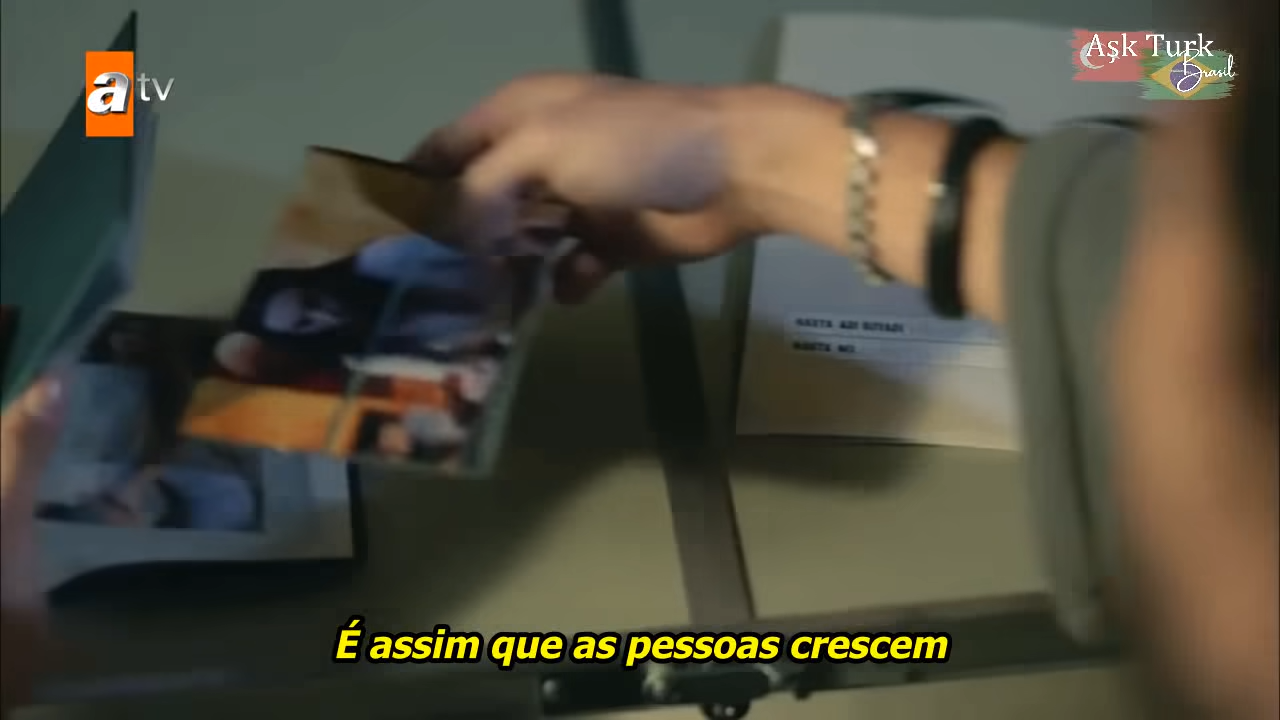 atv
Aşk Turk
Brasil
HASTA ADI SOYADI
HASTA NO
É assim que as pessoas crescem